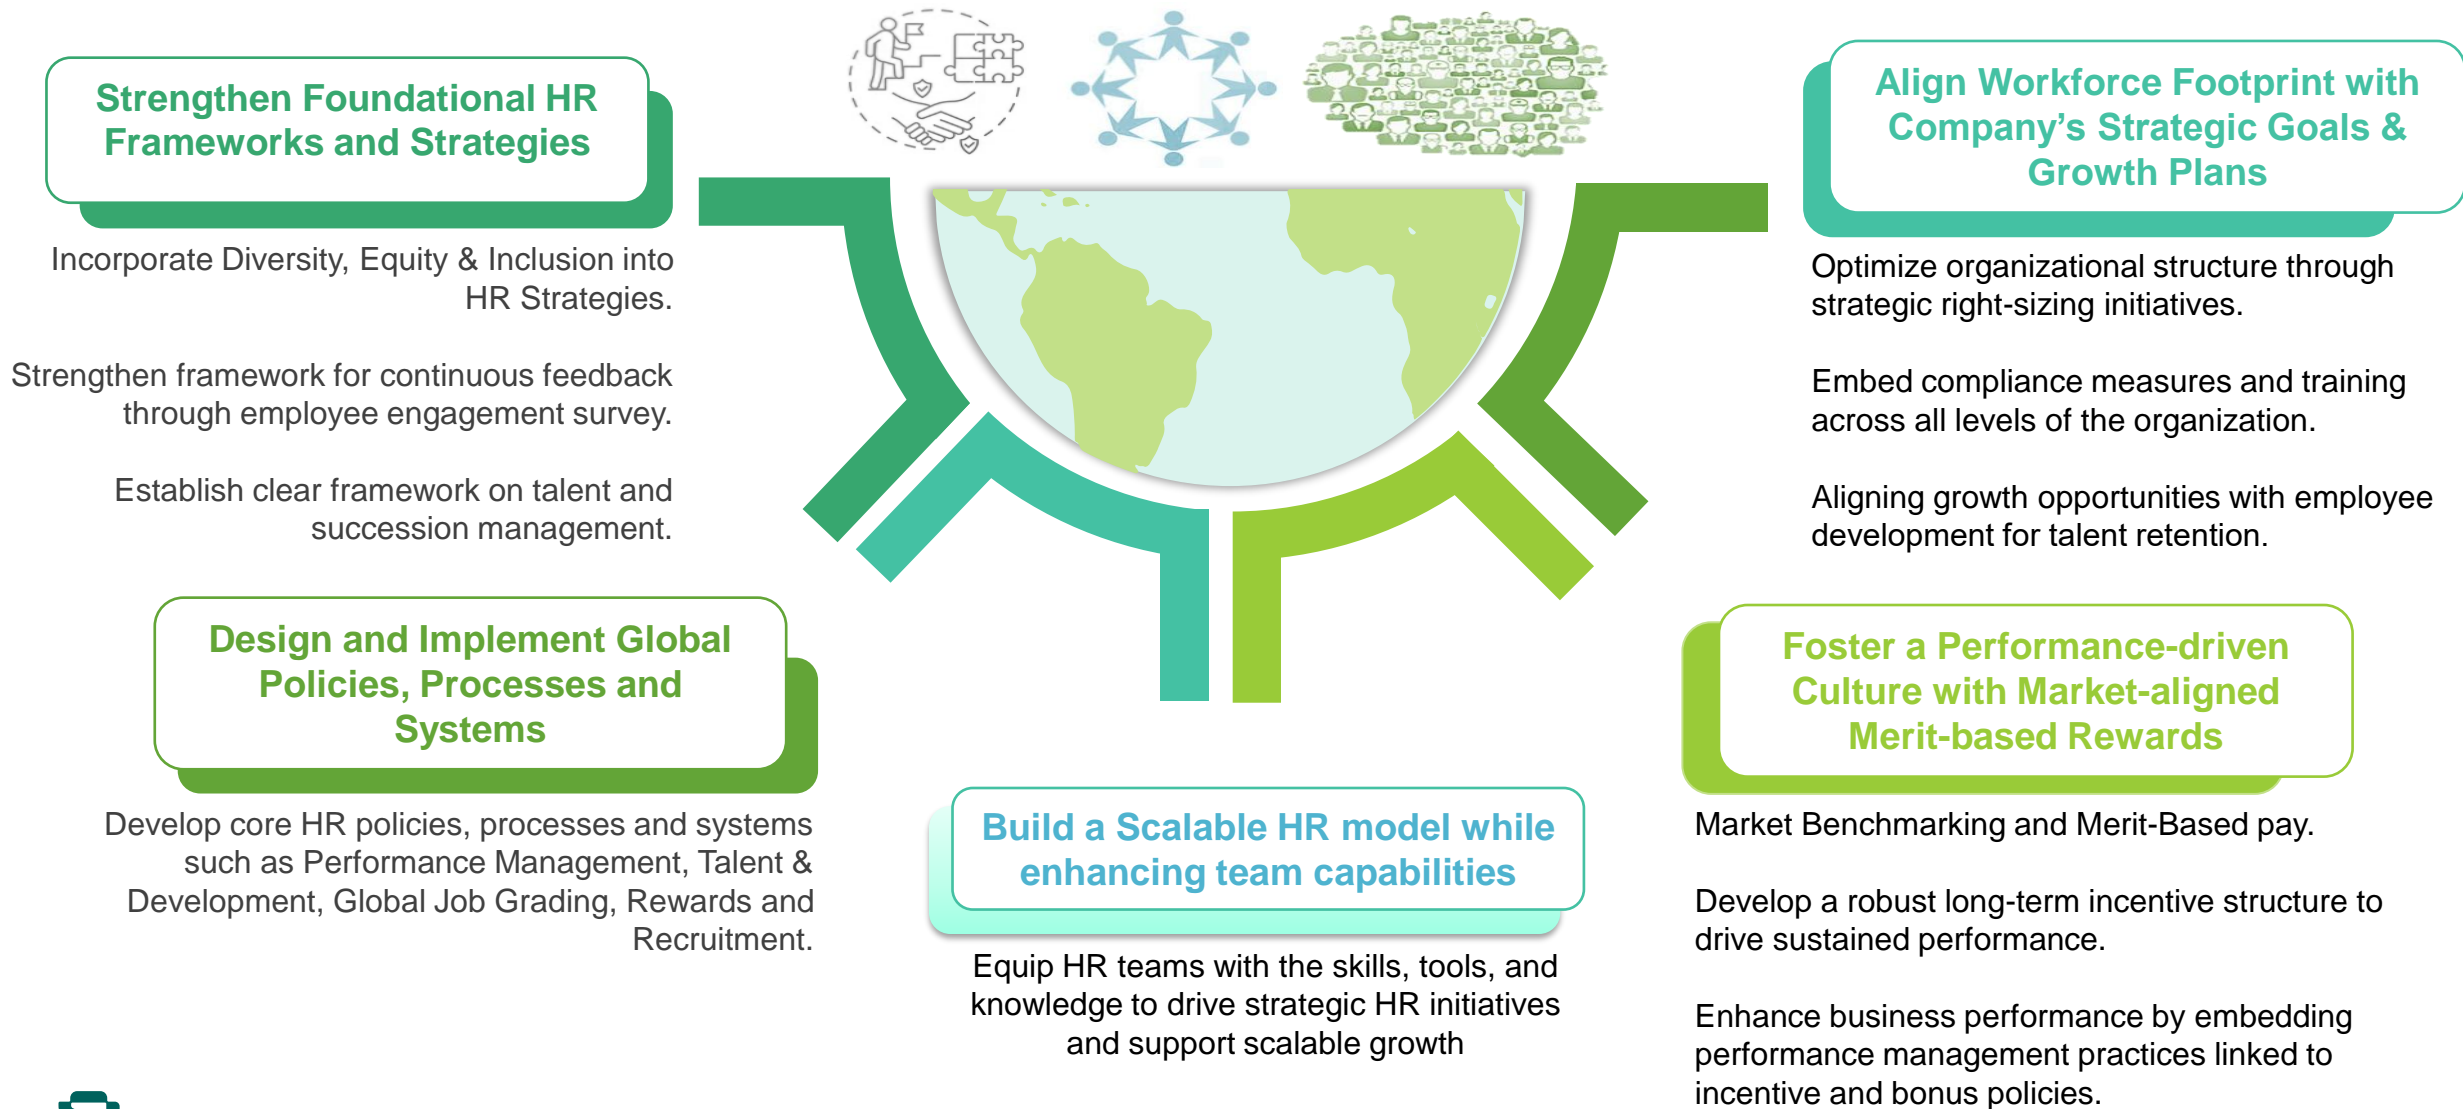 Strengthen Foundational HR
Frameworks and Strategies
Incorporate Diversity, Equity & Inclusion into
HR Strategies.
Strengthen framework for continuous feedback
through employee engagement survey.
Establish clear framework on talent and
succession management.
Design and Implement Global
Policies, Processes and
Systems
Develop core HR policies, processes and systems
such as Performance Management, Talent &
Development, Global Job Grading, Rewards and
Recruitment.
Build a Scalable HR model while
enhancing team capabilities
Equip HR teams with the skills, tools, and
knowledge to drive strategic HR initiatives
and support scalable growth
Align Workforce Footprint with
Company’s Strategic Goals &
Growth Plans
Optimize organizational structure through
strategic right-sizing initiatives.
Embed compliance measures and training
across all levels of the organization.
Aligning growth opportunities with employee
development for talent retention.
Foster a Performance-driven
Culture with Market-aligned
Merit-based Rewards
Market Benchmarking and Merit-Based pay.
Develop a robust long-term incentive structure to
drive sustained performance.
Enhance business performance by embedding
performance management practices linked to
incentive and bonus policies.